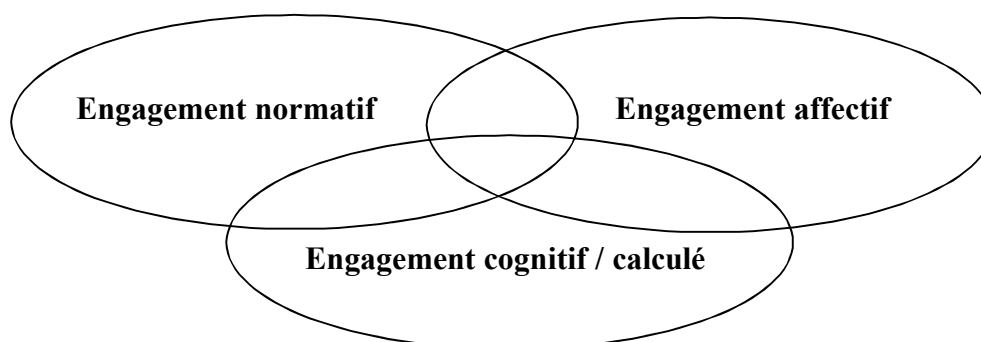 Engagement normatif
Engagement affectif
Engagement cognitif / calculé